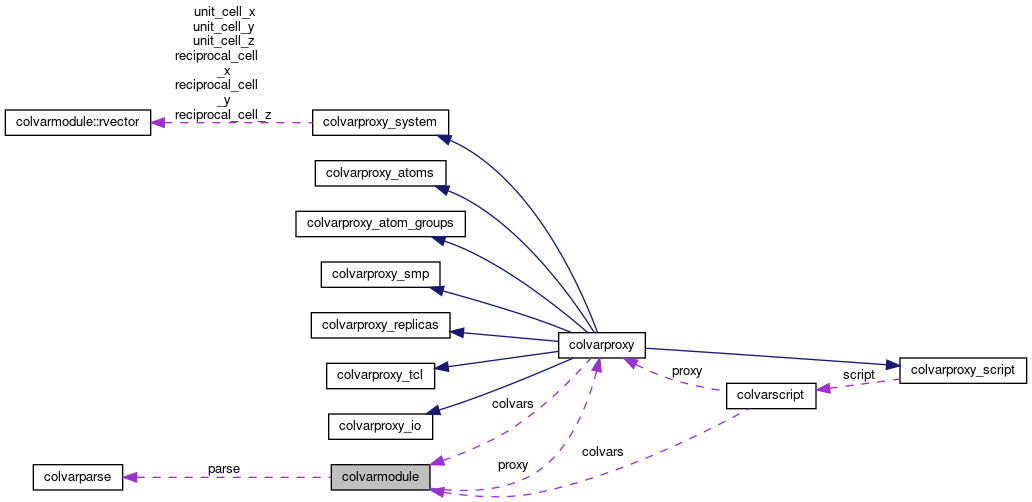 unit_cell_x
unit_cell_y
unit_cell_z
reciprocal_cell
_x
reciprocal_cell
_y
reciprocal_cell_z
colvarmodule::rvector
colvarproxy_system
colvarproxy_atoms
colvarproxy_atom_groups
colvarproxy_smp
colvarproxy_replicas
colvarproxy
colvarproxy_tcl
proxy
script
colvarproxy_script
colvarscript
colvars
colvarproxy_io
colvars
proxy
parse
colvarparse
colvarmodule